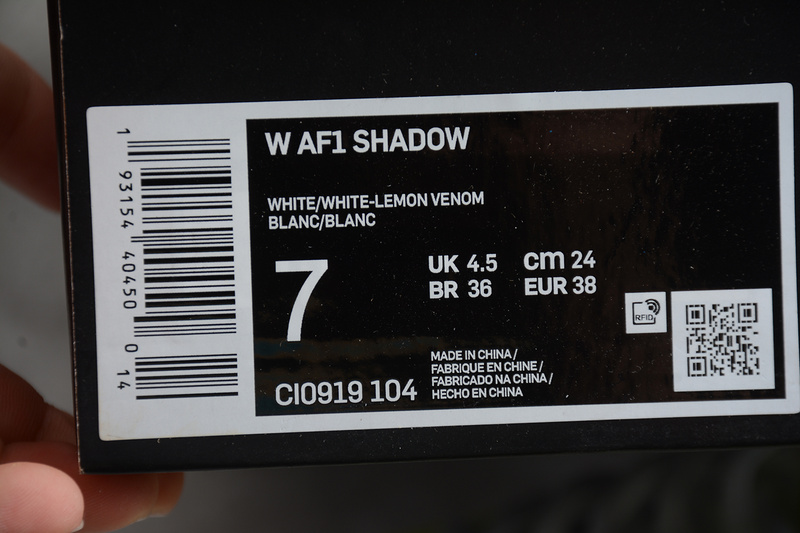 1 93154 40450 0 14
W AF1 SHADOW
WHITE/WHITE-LEMON VENOM
BLANC/BLANC
7
UK 4.5 cm 24
BR 36 EUR 38
RFID
CI0919 104
MADE IN CHINA /
FABRIQUE EN CHINE /
FABRICADO NA CHINA /
HECHO EN CHINA